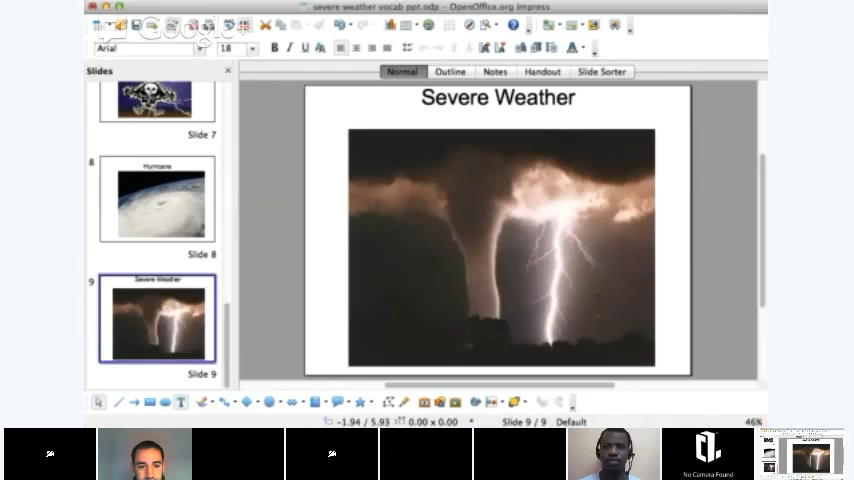 severe weather vocab ppt.odp - OpenOffice.org Impress
Google+
Arial
18
Slides
Normal Outline Notes Handout Slide Sorter
Severe Weather
Slide 7
8
Hurricane
Slide 8
9
Severe Weather
Slide 9
-1.94 / 5.93 0.00 x 0.00 * Slide 9 / 9 Default 46%
No Camera Found